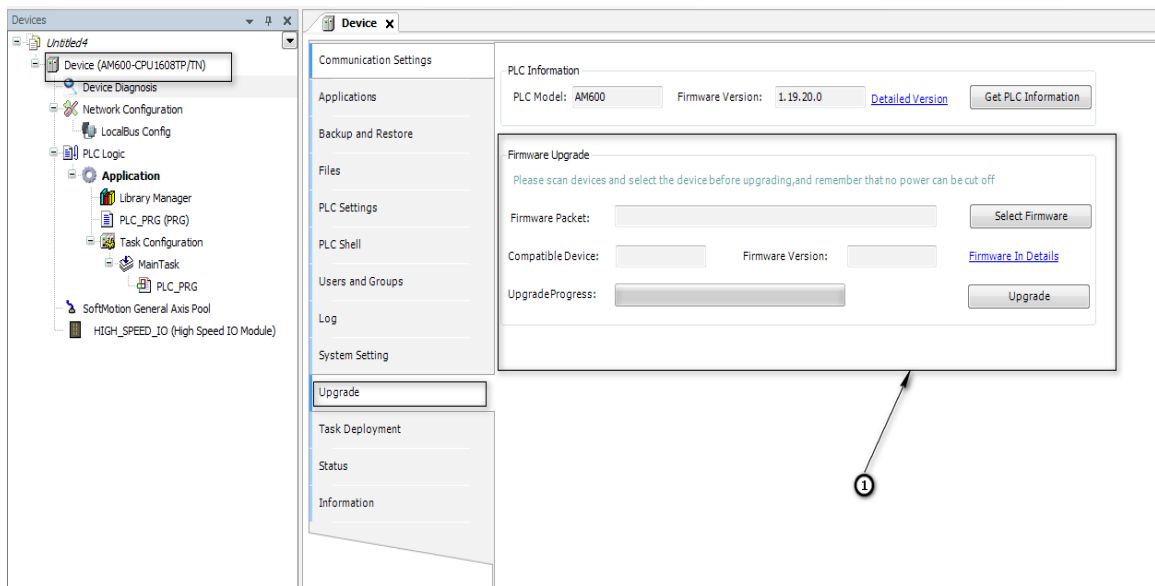 Devices
Untitled4
Device (AM600-CPU1608TP/TN)
Device Diagnosis
Network Configuration
LocalBus Config
PLC Logic
Application
Library Manager
PLC_PRG (PRG)
Task Configuration
MainTask
PLC_PRG
SoftMotion General Axis Pool
HIGH_SPEED_IO (High Speed IO Module)
Device
Communication Settings
Applications
Backup and Restore
Files
PLC Settings
PLC Shell
Users and Groups
Log
System Setting
Upgrade
Task Deployment
Status
Information
PLC Information
PLC Model: AM600 Firmware Version: 1.19.20.0 Detailed Version Get PLC Information
Firmware Upgrade
Please scan devices and select the device before upgrading,and remember that no power can be cut off
Firmware Packet: Select Firmware
Compatible Device: Firmware Version: Firmware In Details
UpgradeProgress: Upgrade
1